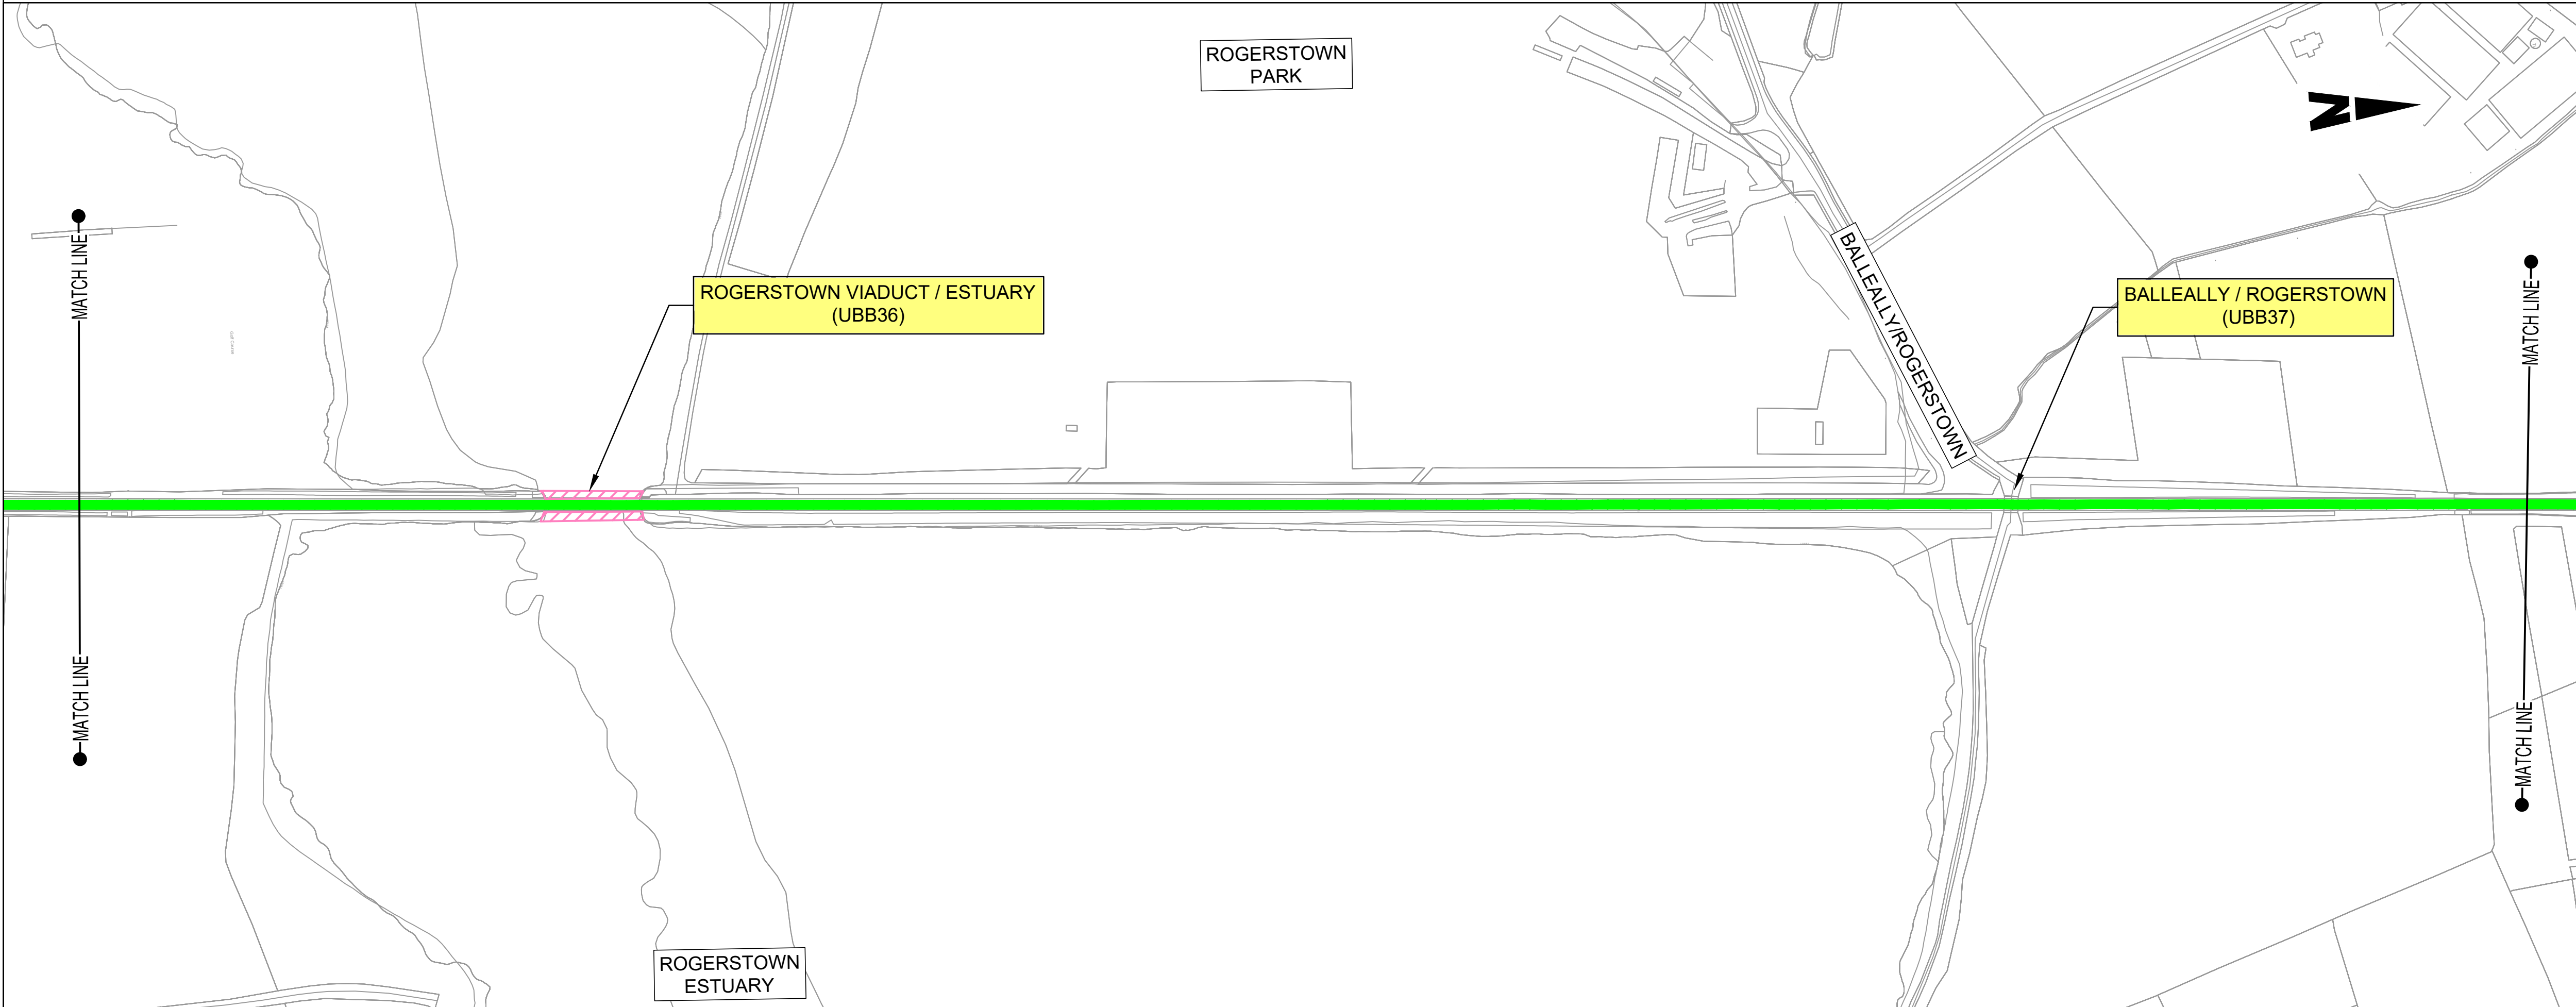 ROGERSTOWN
PARK
N
MATCH LINE
ROGERSTOWN VIADUCT / ESTUARY
(UBB36)
BALLEALLY/ROGERSTOWN
BALLEALLY / ROGERSTOWN
(UBB37)
MATCH LINE
MATCH LINE
MATCH LINE
ROGERSTOWN
ESTUARY